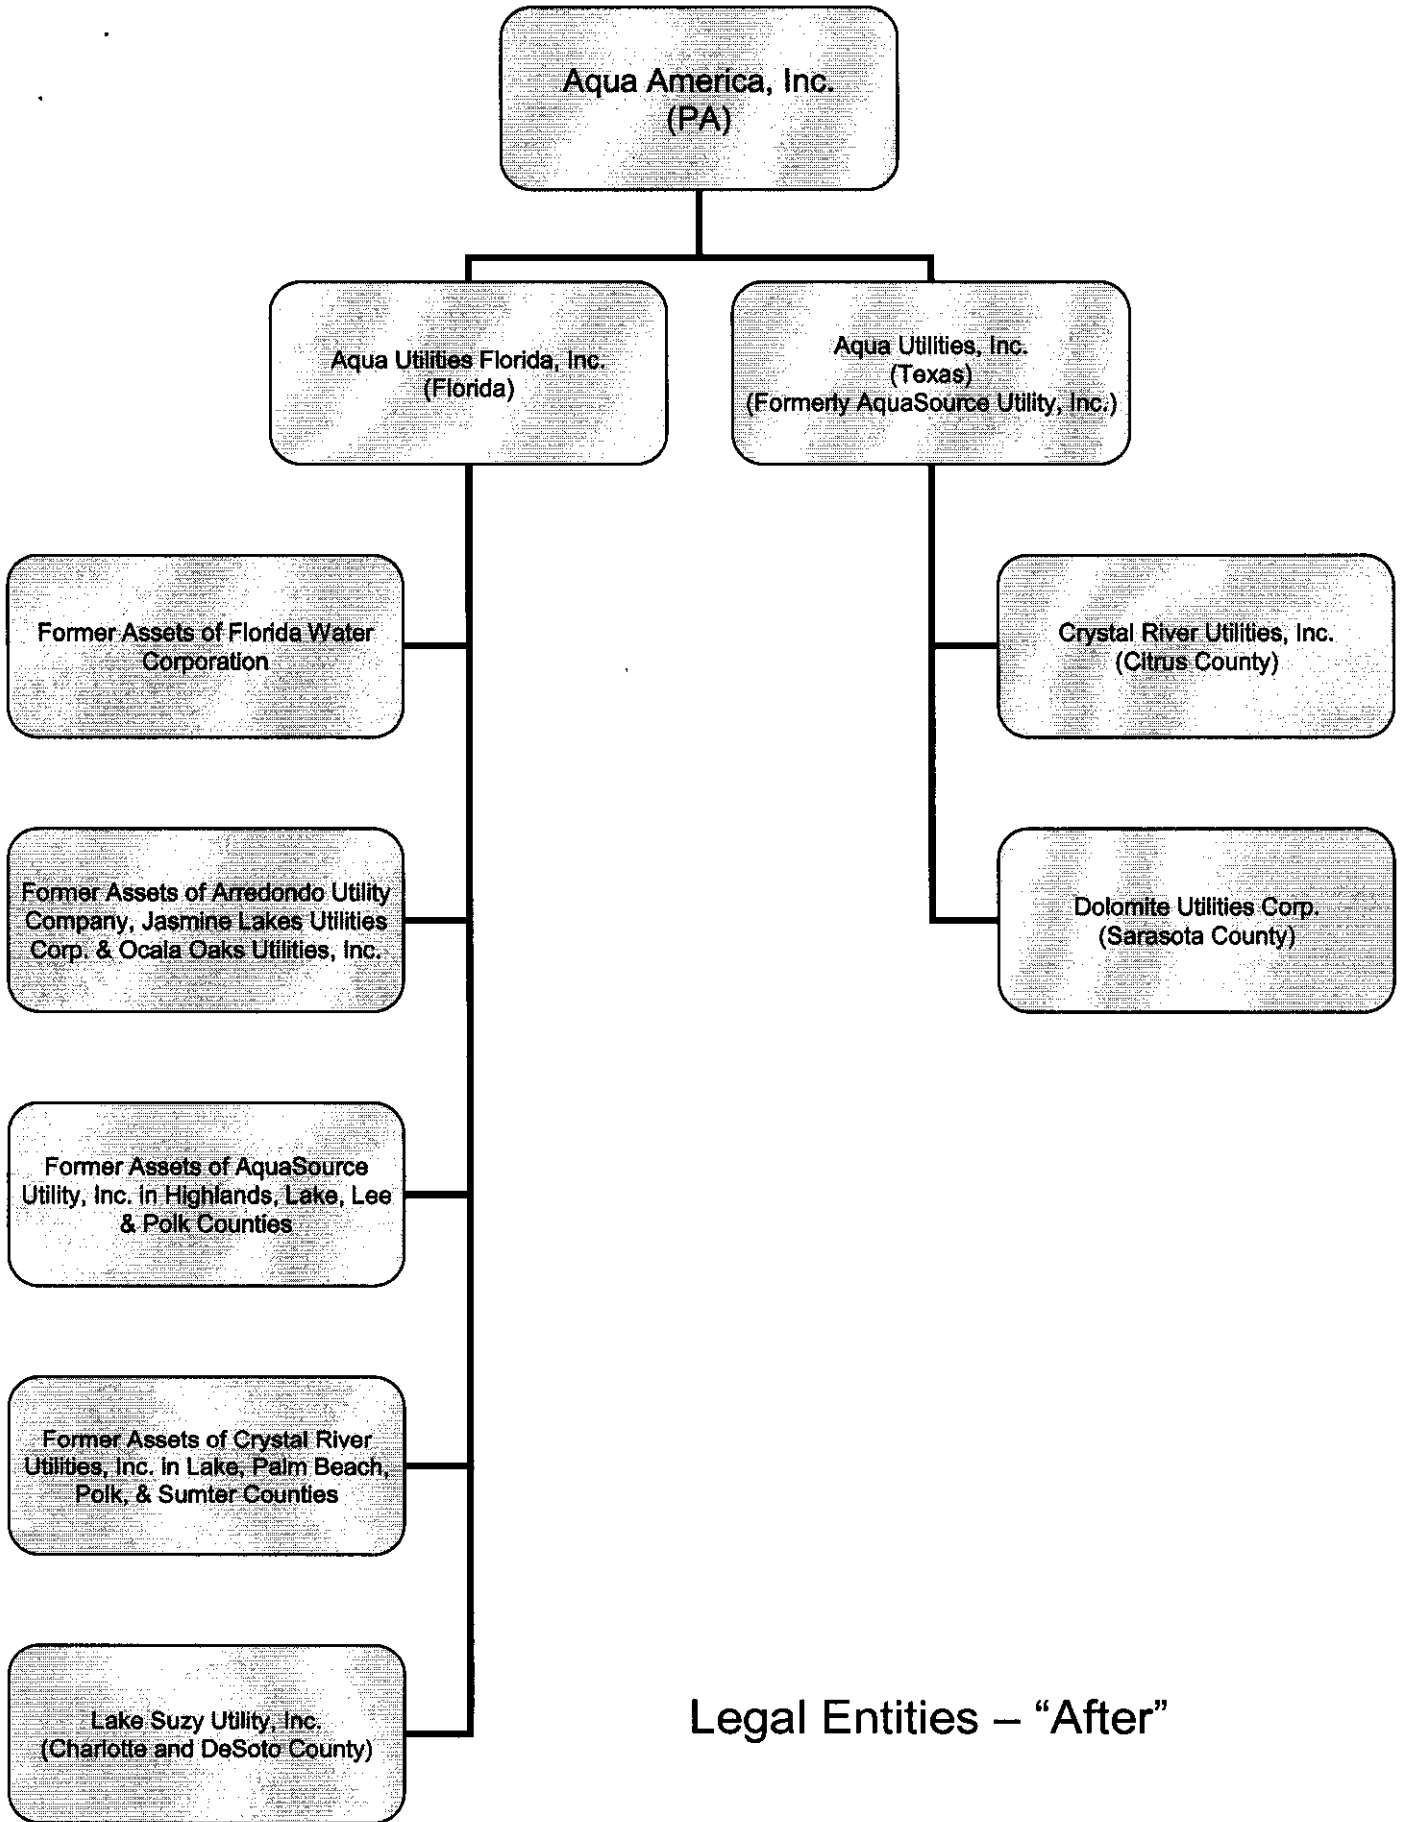 Aqua America, Inc.
(PA)
Aqua Utilities Florida, Inc.
(Florida)
Aqua Utilities, Inc.
(Texas)
(Formerly AquaSource Utility, Inc.)
Former Assets of Florida Water
Corporation
Crystal River Utilities, Inc.
(Citrus County)
Former Assets of Arredondo Utility
Company, Jasmine Lakes Utilities
Corp. & Ocala Oaks Utilities, Inc.
Dolomite Utilities Corp.
(Sarasota County)
Former Assets of AquaSource
Utility, Inc. in Highlands, Lake, Lee
& Polk Counties
Former Assets of Crystal River
Utilities, Inc. in Lake, Palm Beach,
Polk, & Sumter Counties
Lake Suzy Utility, Inc.
(Charlotte and DeSoto County)
Legal Entities – “After”